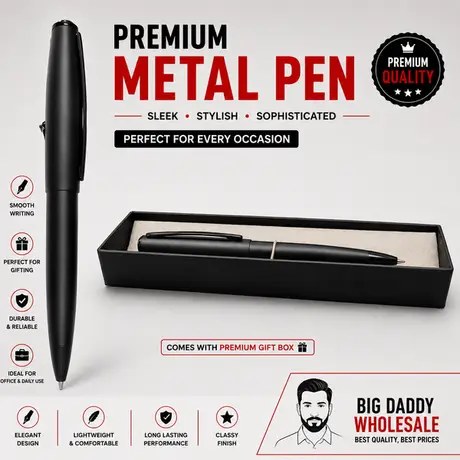 PREMIUM
METAL PEN
SLEEK • STYLISH • SOPHISTICATED
PERFECT FOR EVERY OCCASION
PREMIUM
QUALITY
SMOOTH
WRITING
PERFECT FOR
GIFTING
DURABLE
& RELIABLE
IDEAL FOR
OFFICE & DAILY USE
COMES WITH PREMIUM GIFT BOX
ELEGANT
DESIGN
LIGHTWEIGHT
& COMFORTABLE
LONG LASTING
PERFORMANCE
CLASSY
FINISH
BIG DADDY
WHOLESALE
BEST QUALITY, BEST PRICES